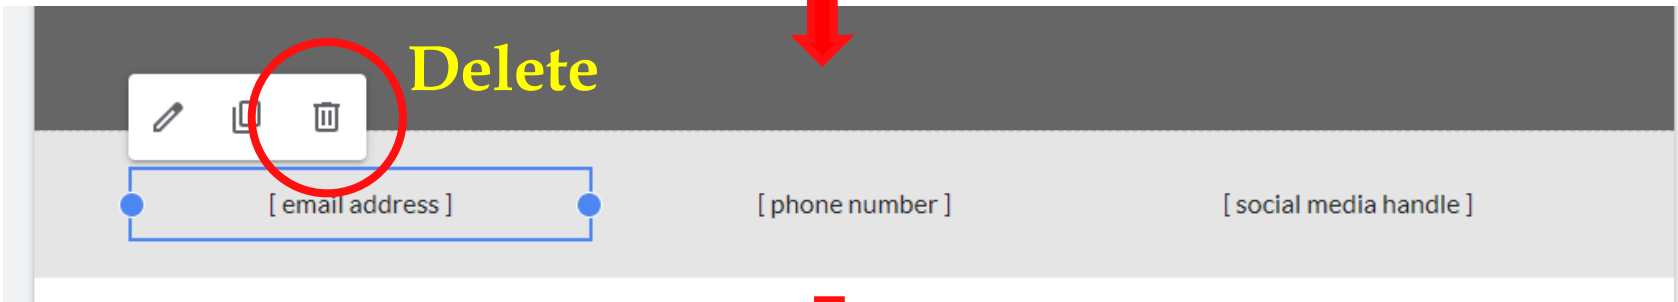 Delete
[ email address ] [ phone number ] [ social media handle ]